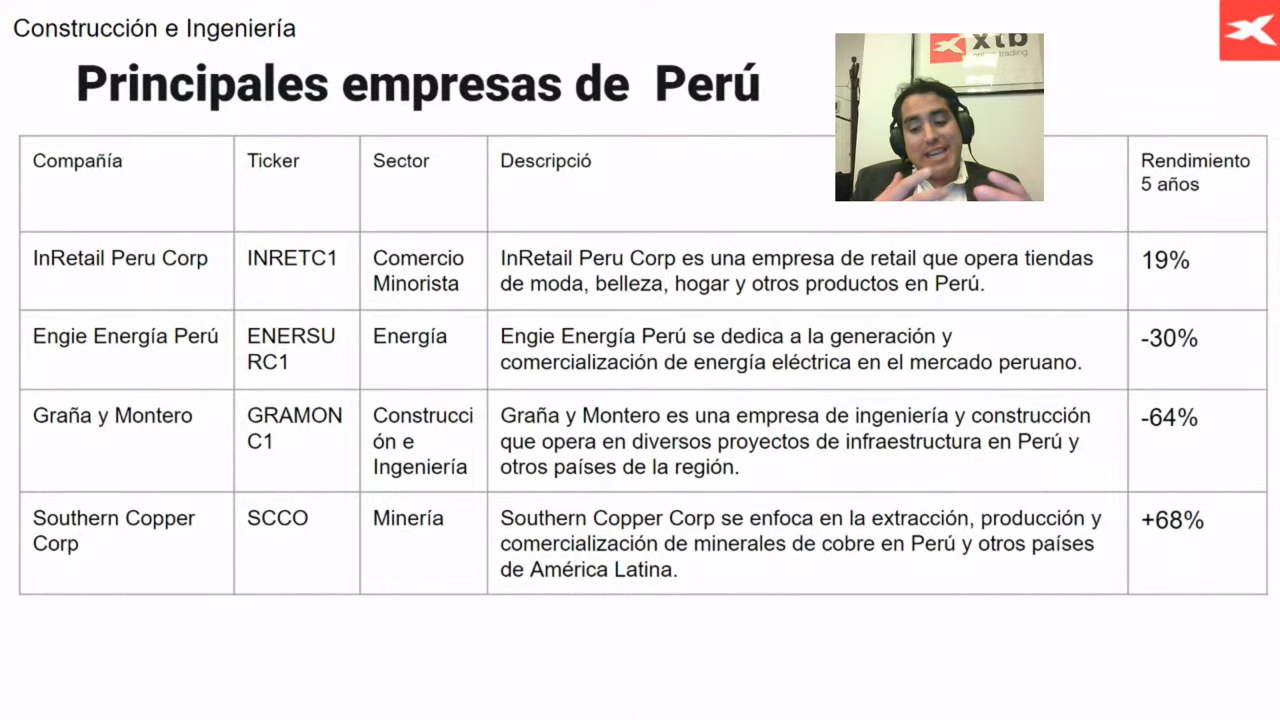 Construcción e Ingeniería
Principales empresas de Perú
xtb
online trading
Compañía
Ticker
Sector
Descripció
Rendimiento
5 años
InRetail Peru Corp
INRETC1
Comercio
Minorista
InRetail Peru Corp es una empresa de retail que opera tiendas
de moda, belleza, hogar y otros productos en Perú.
19%
Engie Energía Perú
ENERSU
RC1
Energía
Engie Energía Perú se dedica a la generación y
comercialización de energía eléctrica en el mercado peruano.
-30%
Graña y Montero
GRAMON
C1
Construcci
ón e
Ingeniería
Graña y Montero es una empresa de ingeniería y construcción
que opera en diversos proyectos de infraestructura en Perú y
otros países de la región.
-64%
Southern Copper
Corp
SCCO
Minería
Southern Copper Corp se enfoca en la extracción, producción y
comercialización de minerales de cobre en Perú y otros países
de América Latina.
+68%